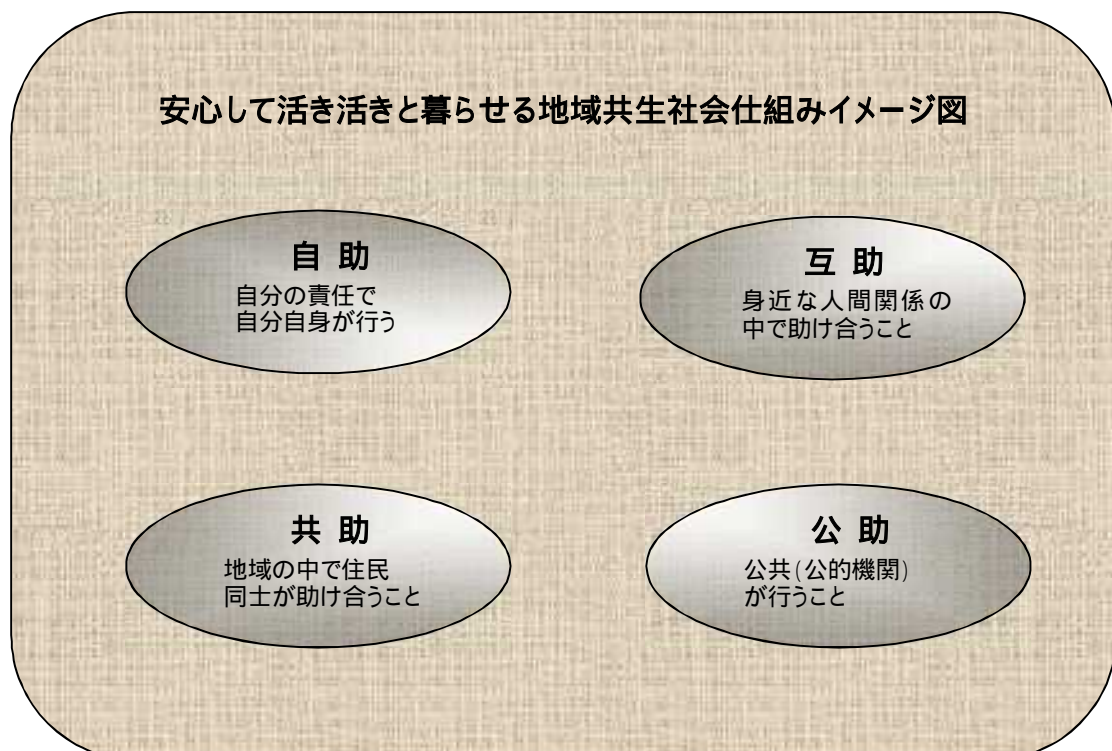 安心して活き活きと暮らせる地域共生社会仕組みイメージ図
自 助
自分の責任で
自分自身が行う
互 助
身近な人間関係の
中で助け合うこと
共 助
地域の中で住民
同士が助け合うこと
公 助
公共(公的機関)
が行うこと